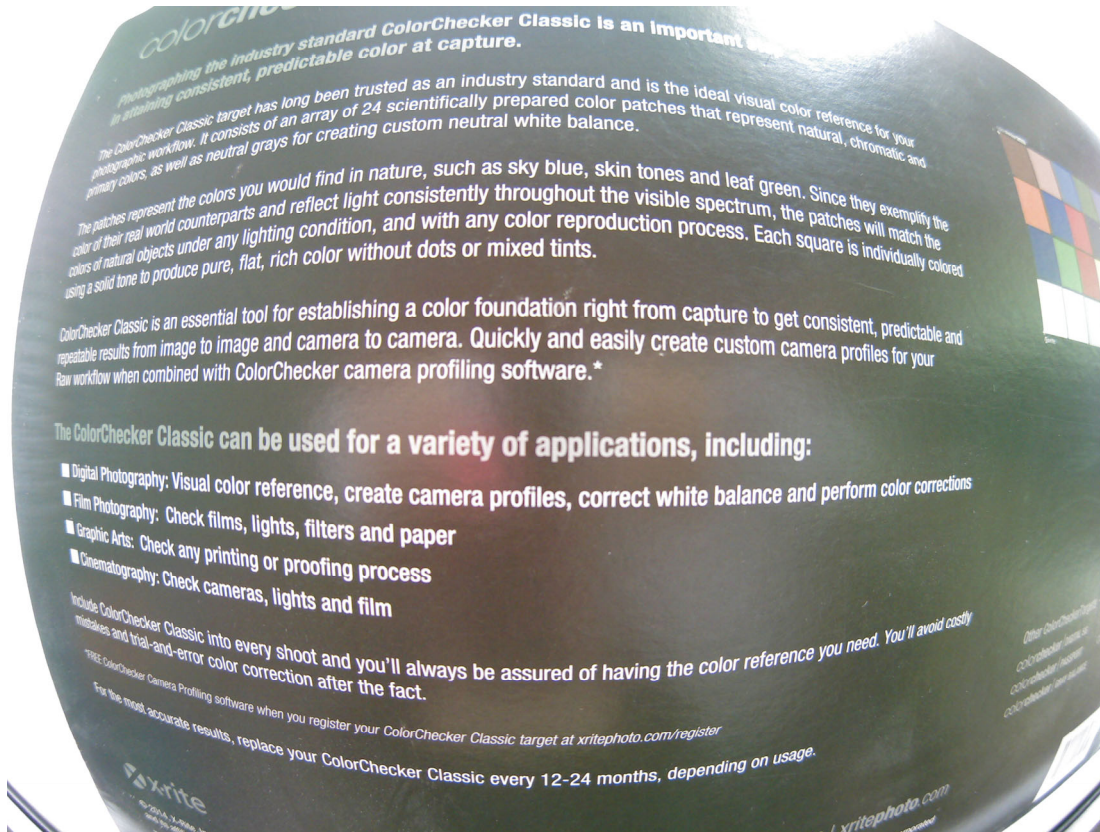 colorchec
Photographing the industry standard ColorChecker Classic is an important
in attaining consistent, predictable color at capture.
The ColorChecker Classic target has long been trusted as an industry standard and is the ideal visual color reference for your
photographic workflow. It consists of an array of 24 scientifically prepared color patches that represent natural, chromatic and
primary colors, as well as neutral grays for creating custom neutral white balance.
The patches represent the colors you would find in nature, such as sky blue, skin tones and leaf green. Since they exemplify the
color of their real world counterparts and reflect light consistently throughout the visible spectrum, the patches will match the
colors of natural objects under any lighting condition, and with any color reproduction process. Each square is individually colored
using a solid tone to produce pure, flat, rich color without dots or mixed tints.
ColorChecker Classic is an essential tool for establishing a color foundation right from capture to get consistent, predictable and
repeatable results from image to image and camera to camera. Quickly and easily create custom camera profiles for your
Raw workflow when combined with ColorChecker camera profiling software.*
The ColorChecker Classic can be used for a variety of applications, including:
■ Digital Photography: Visual color reference, create camera profiles, correct white balance and perform color corrections
■ Film Photography: Check films, lights, filters and paper
■ Graphic Arts: Check any printing or proofing process
■ Cinematography: Check cameras, lights and film
Include ColorChecker Classic into every shoot and you'll always be assured of having the color reference you need. You'll avoid costly
mistakes and trial-and-error color correction after the fact.
*FREE ColorChecker Camera Profiling software when you register your ColorChecker Classic target at xritephoto.com/register
For the most accurate results, replace your ColorChecker Classic every 12-24 months, depending on usage.
Other ColorChecker
colorchecker
colorchecker
colorchecker
x-rite
© 2014, X-Rite,
xritephoto.com